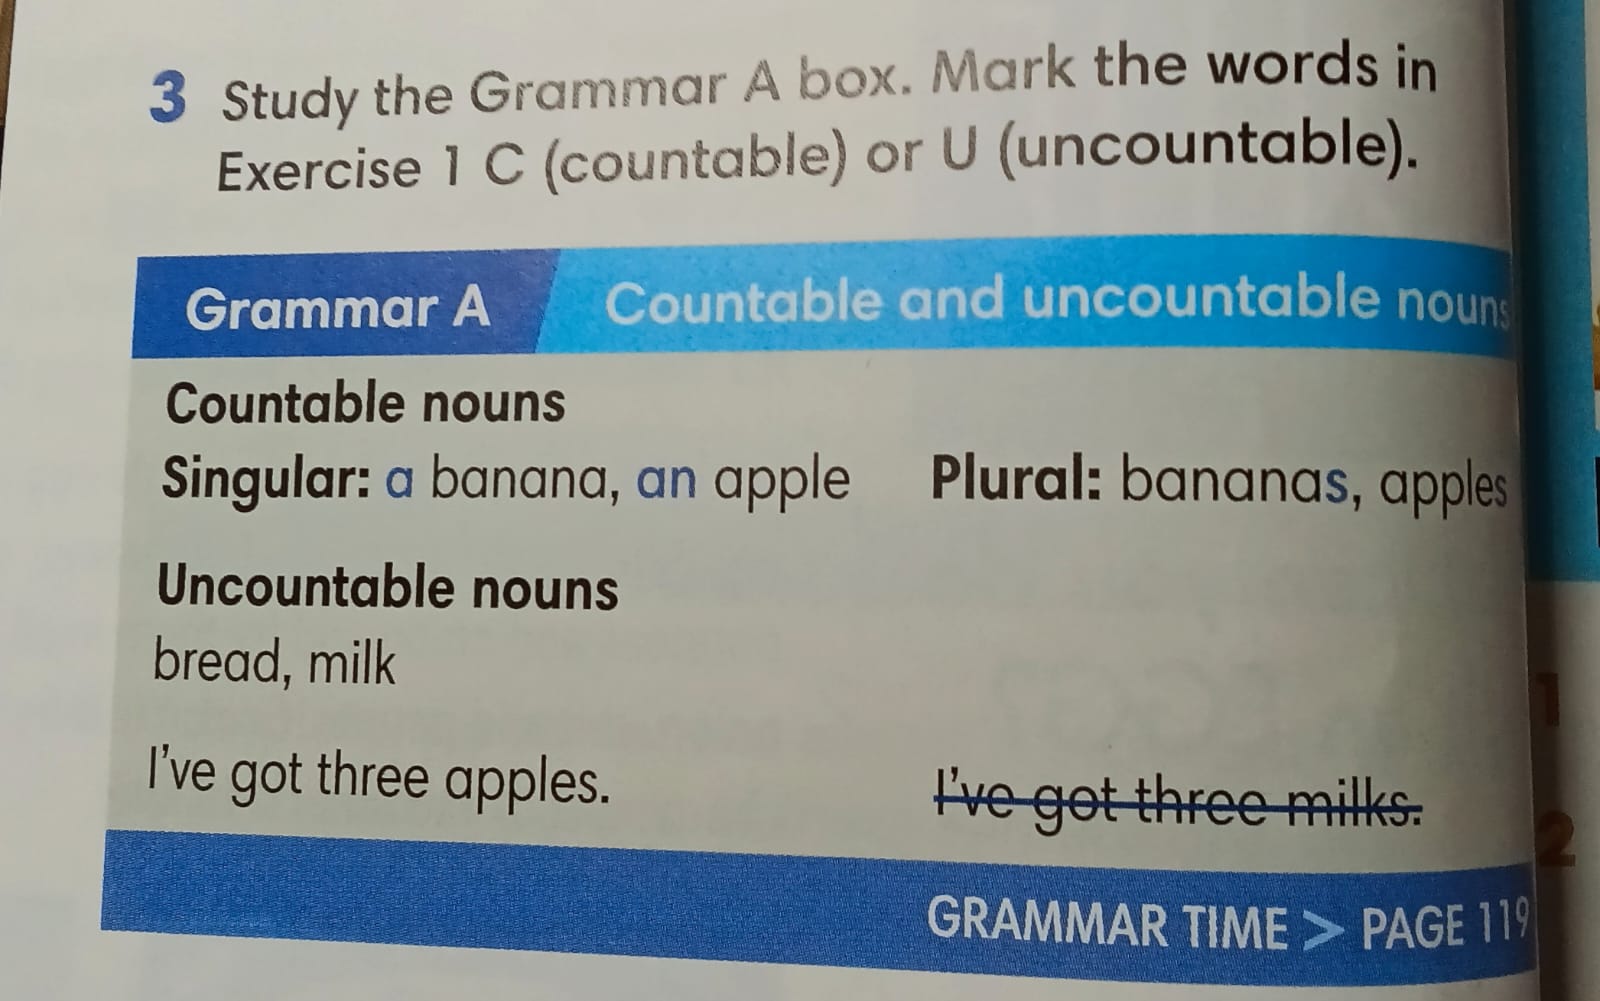 3 Study the Grammar A box. Mark the words in
Exercise 1 C (countable) or U (uncountable).
Grammar A Countable and uncountable nouns
Countable nouns
Singular: a banana, an apple Plural: bananas, apples
Uncountable nouns
bread, milk
I've got three apples. I've got three milks.
GRAMMAR TIME > PAGE 119
1
2